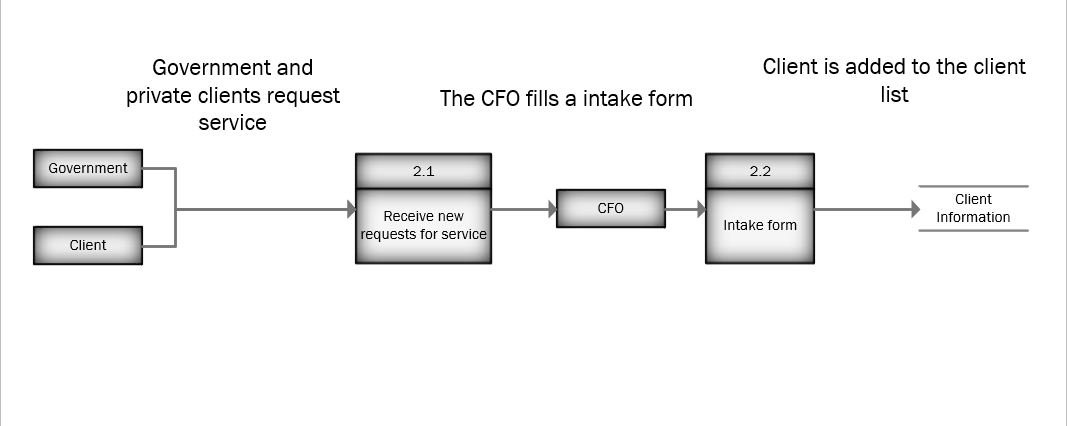 Government and
private clients request
service
The CFO fills a intake form
Client is added to the client
list
Government
Client
2.1
Receive new
requests for service
CFO
2.2
Intake form
Client
Information